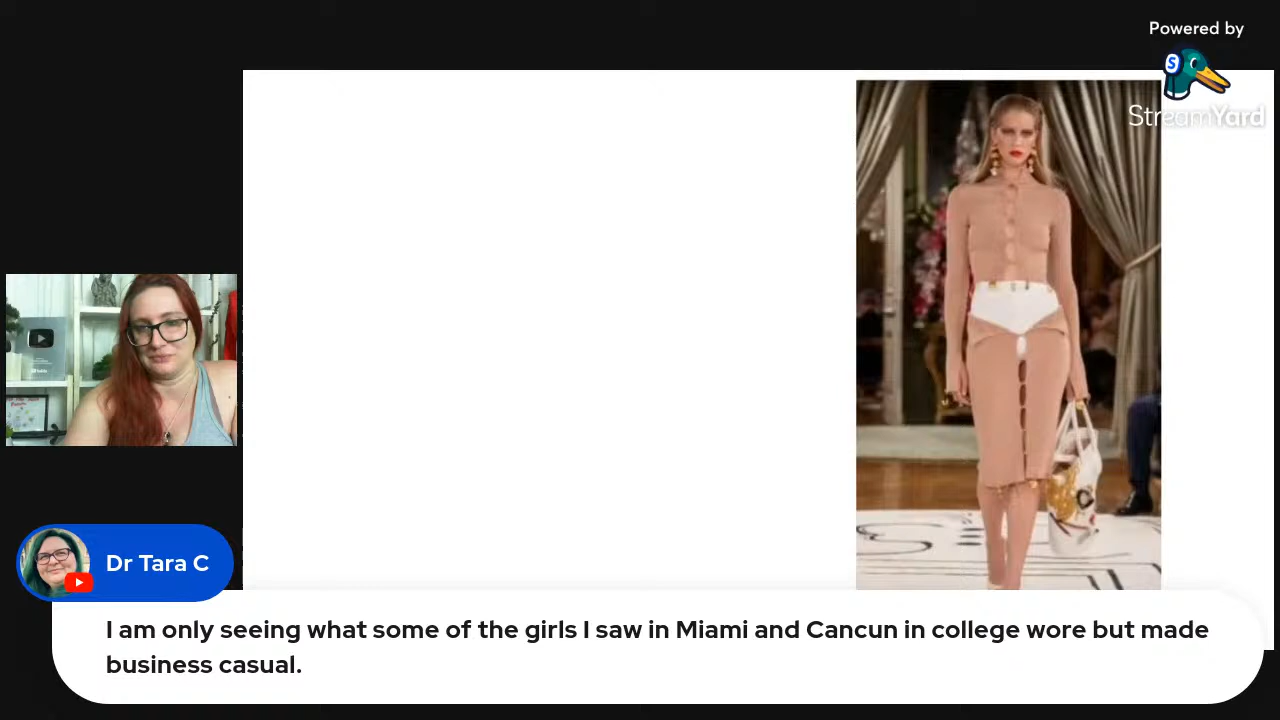 Powered by
StreamYard
Dr Tara C
I am only seeing what some of the girls I saw in Miami and Cancun in college wore but made
business casual.